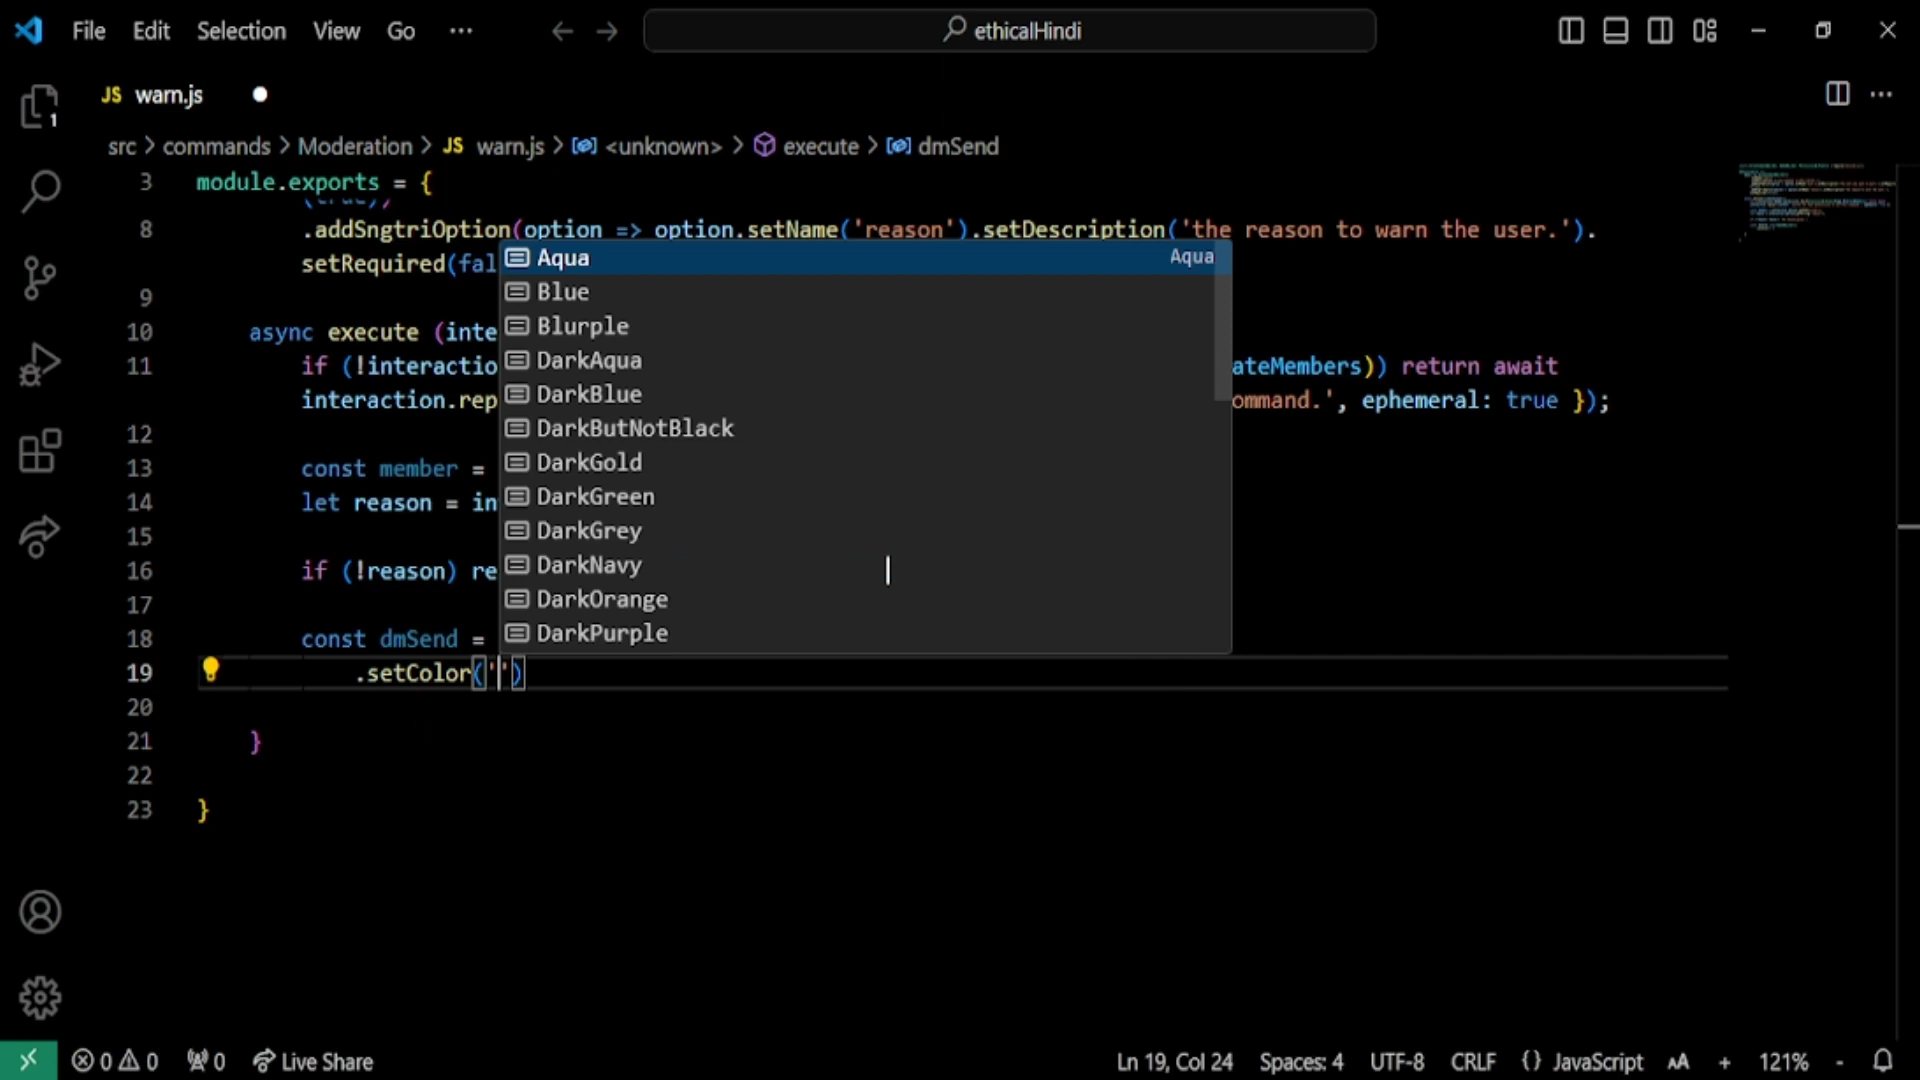 File Edit Selection View Go ··· ethicalHindi
JS warn.js
src > commands > Moderation > JS warn.js > <unknown> > execute > dmSend
3 module.exports = {
8 .addSngtriOption(option => option.setName('reason').setDescription('the reason to warn the user.').
setRequired(fal
9
10 async execute (inte
11 if (!interactio ateMembers)) return await
interaction.rep ommand.', ephemeral: true });
12
13 const member =
14 let reason = in
15
16 if (!reason) re
17
18 const dmSend =
19 .setColor('')
20
21 }
22
23 }
Aqua Aqua
Blue
Blurple
DarkAqua
DarkBlue
DarkButNotBlack
DarkGold
DarkGreen
DarkGrey
DarkNavy
DarkOrange
DarkPurple
1
0 0 0 Live Share Ln 19, Col 24 Spaces: 4 UTF-8 CRLF {} JavaScript AA + 121% -